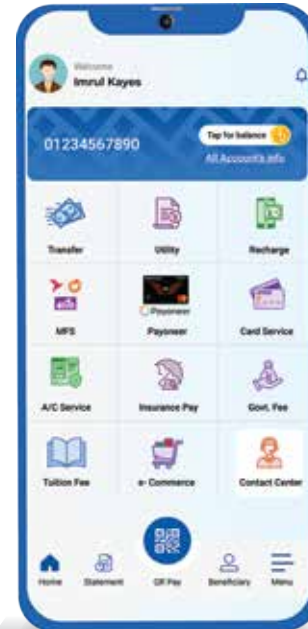 Welcome
Imrul Kayes
01234567890
Tap for balance
All Account's info
Transfer
Utility
Recharge
MFS
Payoneer
Payoneer
Card Service
A/C Service
Insurance Pay
Govt. Fee
Tuition Fee
e- Commerce
Contact Center
Home
Statement
QR Pay
Beneficiary
Menu